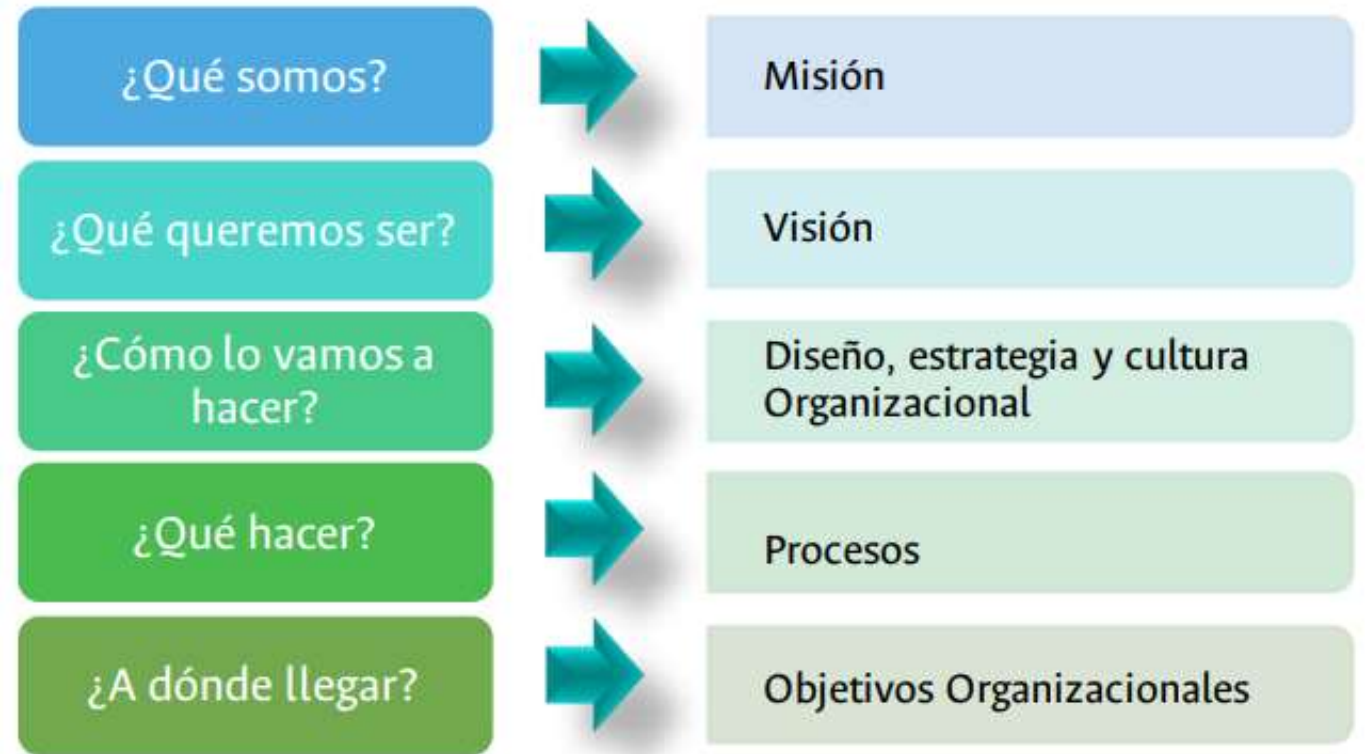 ¿Qué somos?
Misión
¿Qué queremos ser?
Visión
¿Cómo lo vamos a
hacer?
Diseño, estrategia y cultura
Organizacional
¿Qué hacer?
Procesos
¿A dónde llegar?
Objetivos Organizacionales